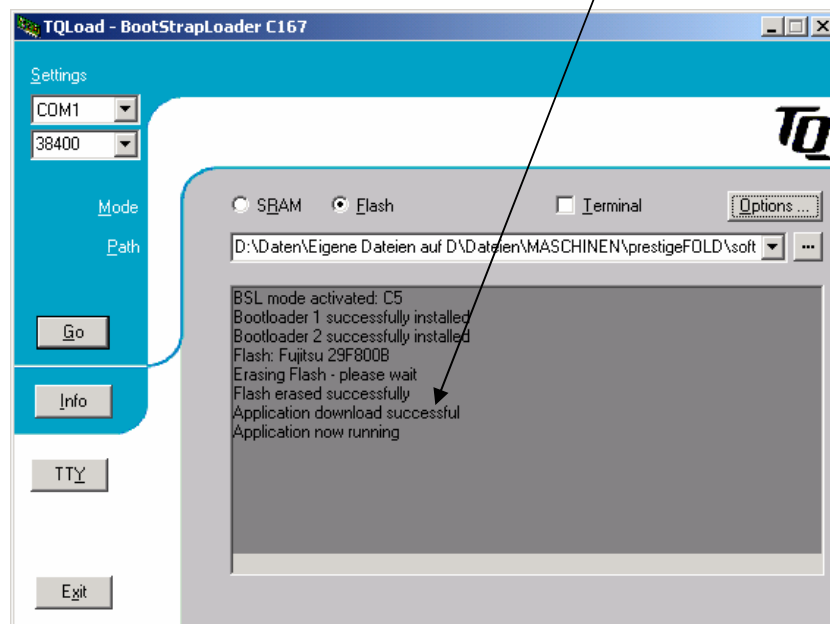 TQLoad - BootStrapLoader C167
Settings
COM1
38400
TQ
Mode
SRAM Flash Terminal Options ...
Path
D:\Daten\Eigene Dateien auf D\Dateien\MASCHINEN\prestigeFOLD\soft ...
BSL mode activated: C5
Bootloader 1 successfully installed
Bootloader 2 successfully installed
Flash: Fujitsu 29F800B
Erasing Flash - please wait
Flash erased successfully
Application download successful
Application now running
Go
Info
TTY
Exit